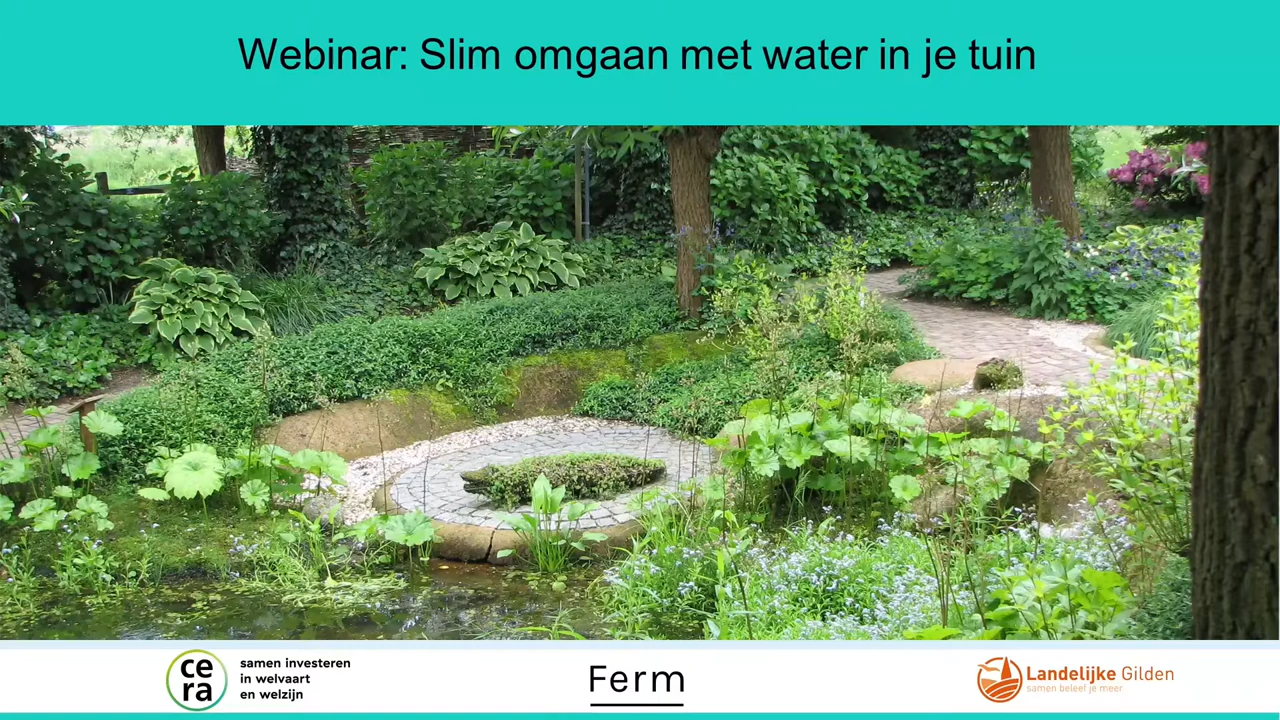 Webinar: Slim omgaan met water in je tuin
ce
ra
samen investeren
in welvaart
en welzijn
Ferm
Landelijke Gilden
samen beleef je meer